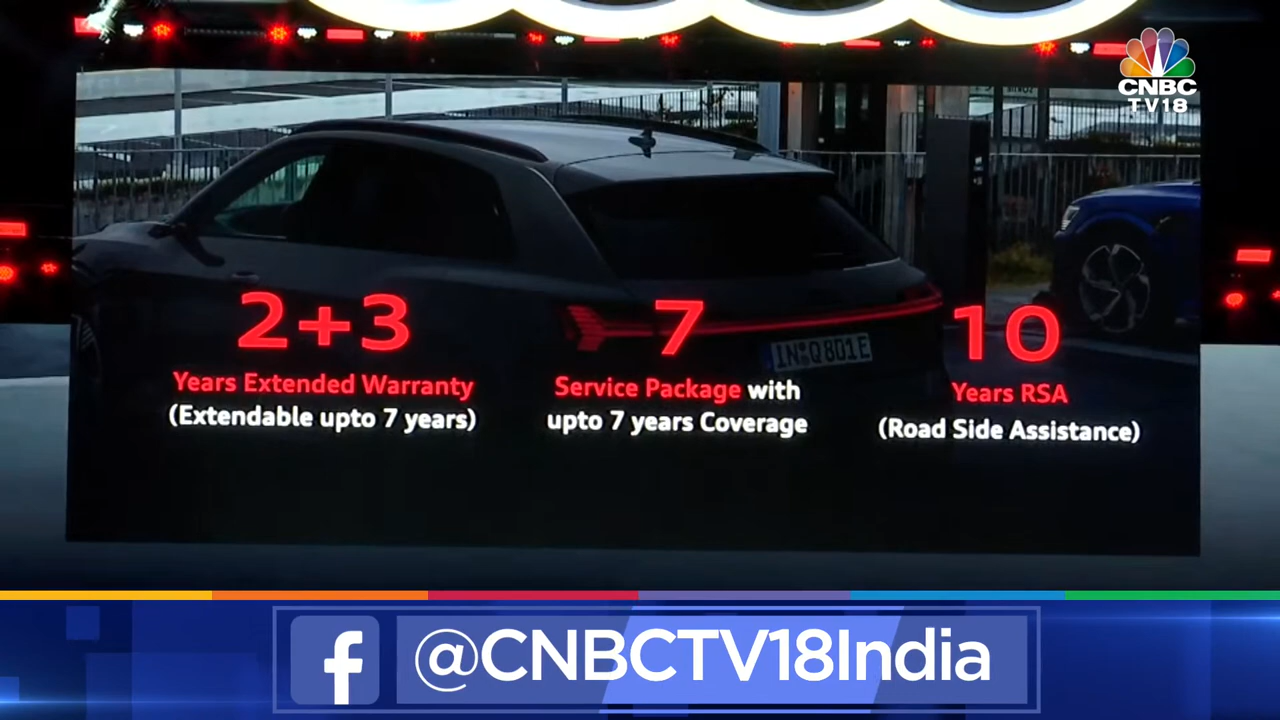 CNBC
TV18
2+3
Years Extended Warranty
(Extendable upto 7 years)
7
Service Package with
upto 7 years Coverage
10
Years RSA
(Road Side Assistance)
IN Q801E
@CNBCTV18India